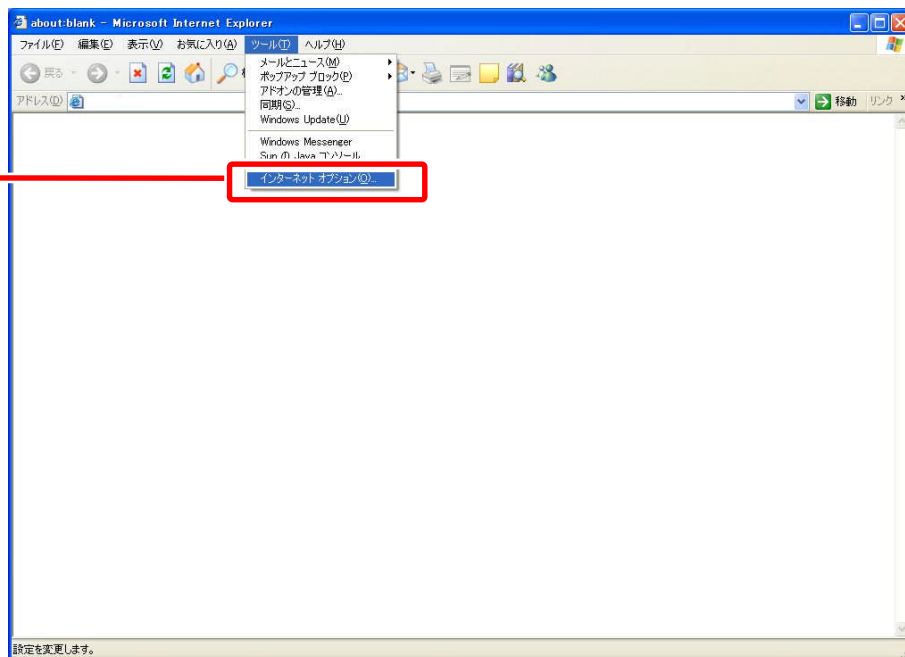 about:blank - Microsoft Internet Explorer
ファイル(F) 編集(E) 表示(V) お気に入り(A) ツール(T) ヘルプ(H)
戻る
アドレス(D) 移動 リンク »
メールとニュース(M)
ポップアップ ブロック(P)
アドオンの管理(A)...
同期(S)...
Windows Update(U)
Windows Messenger
Sun の Java コンソール
インターネット オプション(O)...
設定を変更します。